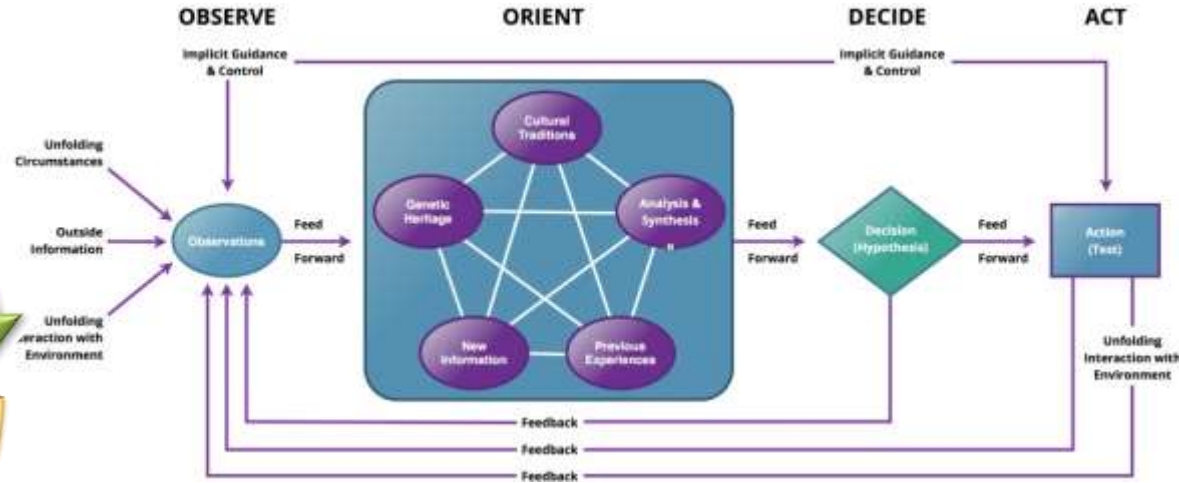 OBSERVE
ORIENT
DECIDE
ACT
Implicit Guidance
& Control
Implicit Guidance
& Control
Unfolding
Circumstances
Outside
Information
Unfolding
eraction with
Environment
Observations
Feed
Forward
Cultural
Traditions
Genetic
Heritage
Analysis &
Synthesis
New
Information
Previous
Experiences
Feed
Forward
Decision
(Hypothesis)
Feed
Forward
Action
(Test)
Unfolding
Interaction with
Environment
Feedback
Feedback
Feedback